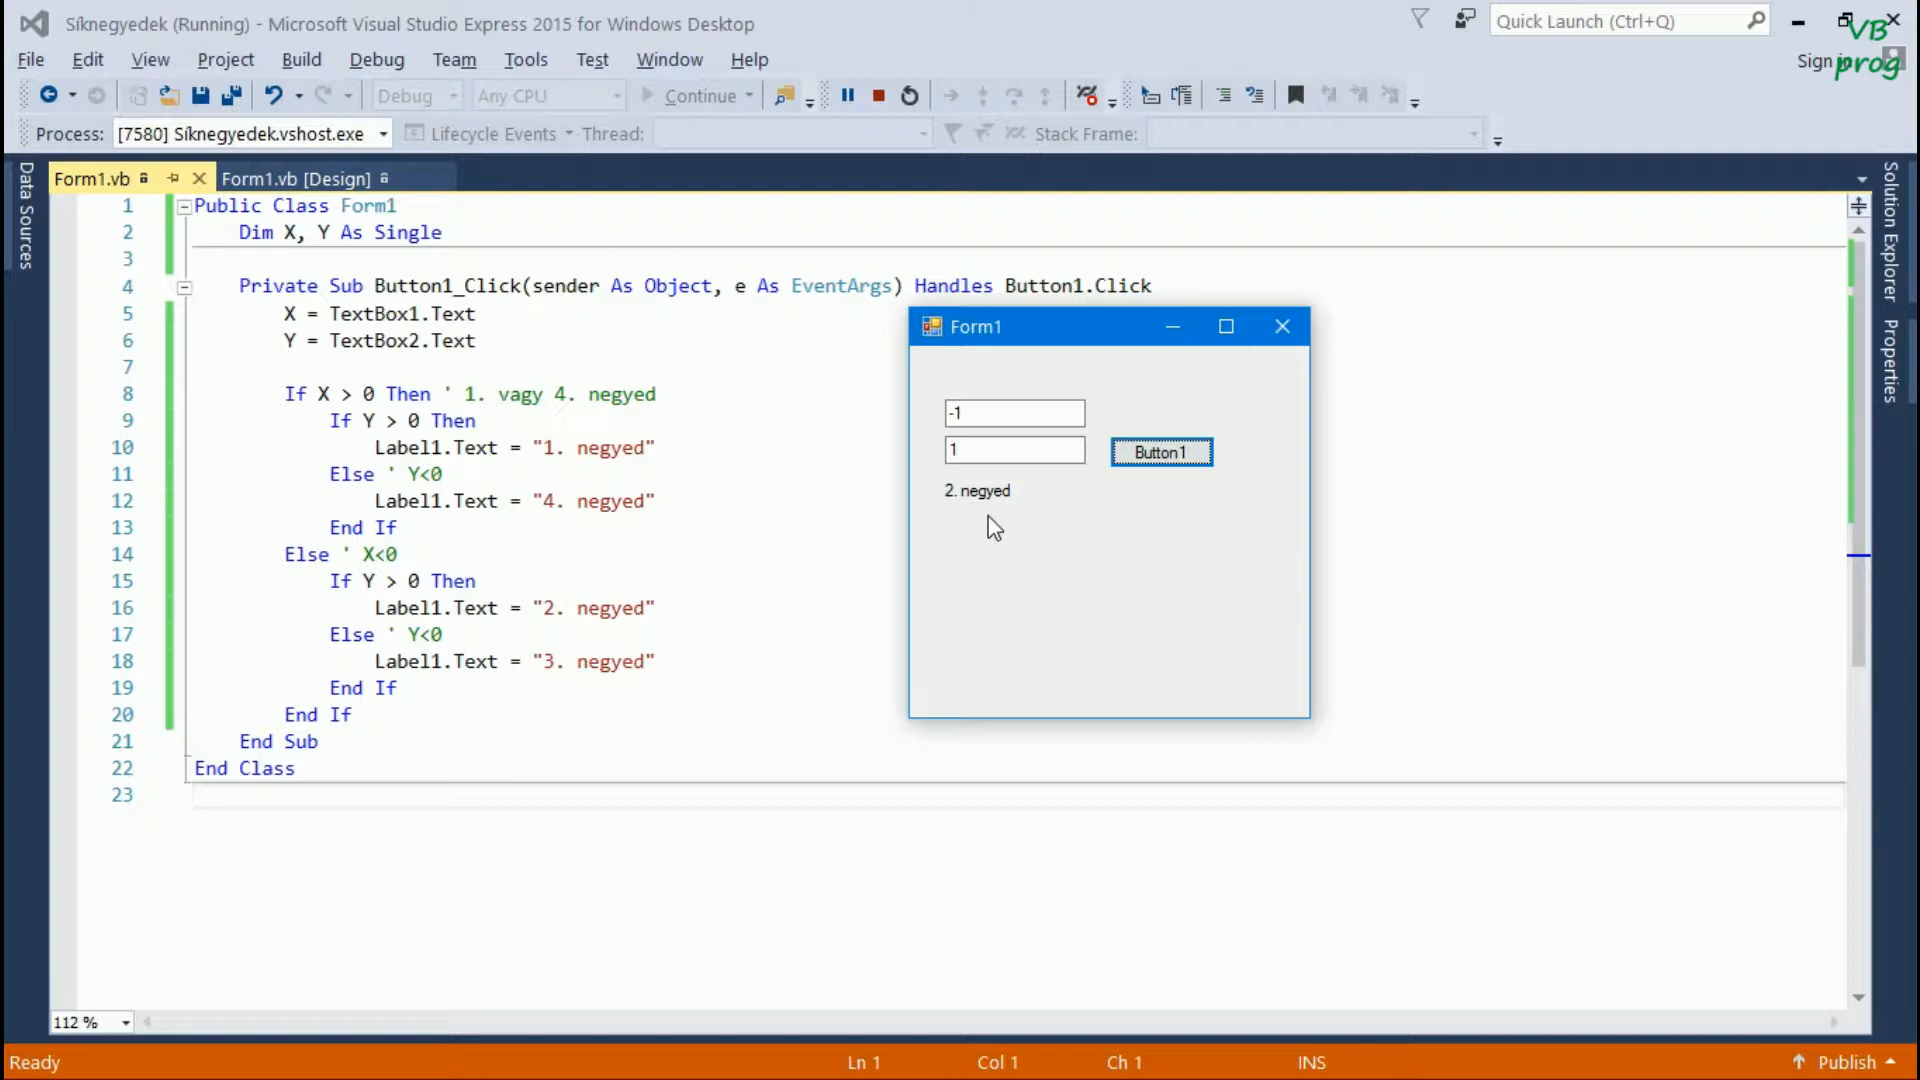 Síknegyedek (Running) - Microsoft Visual Studio Express 2015 for Windows Desktop
Quick Launch (Ctrl+Q)
VB
prog
File Edit View Project Build Debug Team Tools Test Window Help
Sign in
Debug Any CPU Continue
Process: [7580] Síknegyedek.vshost.exe Lifecycle Events Thread: Stack Frame:
Data Sources
Form1.vb Form1.vb [Design]
Solution Explorer
Properties
1 Public Class Form1
2 Dim X, Y As Single
3
4 Private Sub Button1_Click(sender As Object, e As EventArgs) Handles Button1.Click
5 X = TextBox1.Text
6 Y = TextBox2.Text
7
8 If X > 0 Then ' 1. vagy 4. negyed
9 If Y > 0 Then
10 Label1.Text = "1. negyed"
11 Else ' Y<0
12 Label1.Text = "4. negyed"
13 End If
14 Else ' X<0
15 If Y > 0 Then
16 Label1.Text = "2. negyed"
17 Else ' Y<0
18 Label1.Text = "3. negyed"
19 End If
20 End If
21 End Sub
22 End Class
23
Form1
-1
1
Button1
2. negyed
112 %
Ready Ln 1 Col 1 Ch 1 INS Publish